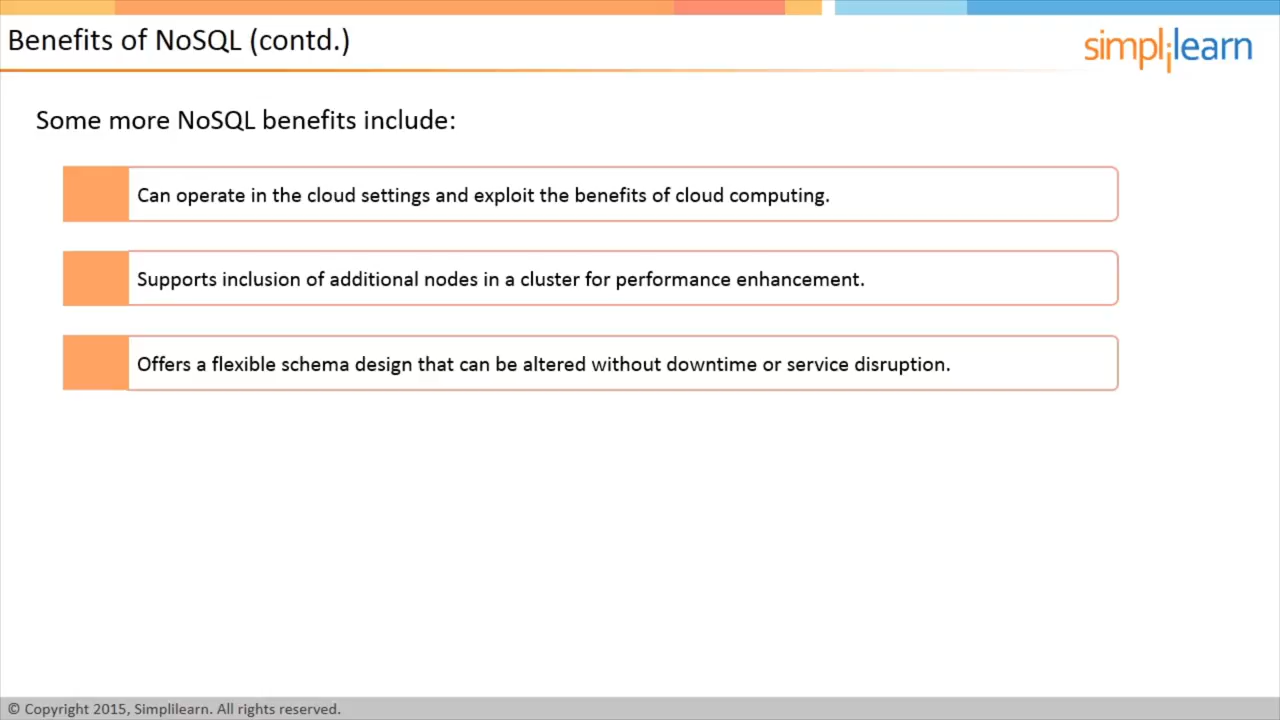 Benefits of NoSQL (contd.)
simplilearn
Some more NoSQL benefits include:
Can operate in the cloud settings and exploit the benefits of cloud computing.
Supports inclusion of additional nodes in a cluster for performance enhancement.
Offers a flexible schema design that can be altered without downtime or service disruption.
© Copyright 2015, Simplilearn. All rights reserved.